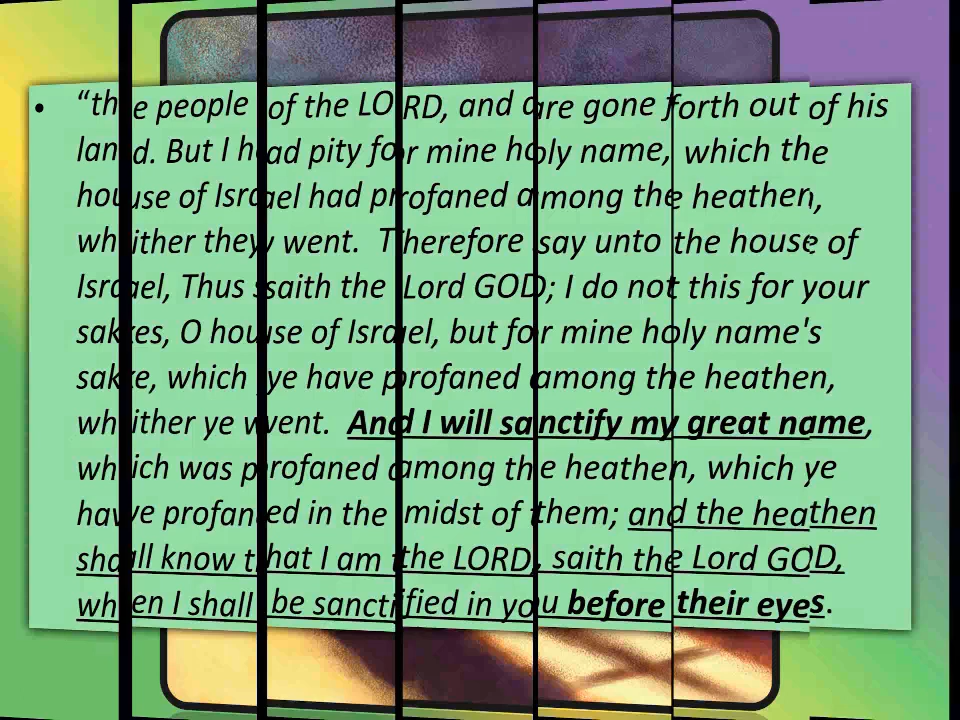 • “the people of the LORD, and are gone forth out of his
land. But I had pity for mine holy name, which the
house of Israel had profaned among the heathen,
whither they went.  Therefore say unto the house of
Israel, Thus saith the Lord GOD; I do not this for your
sakes, O house of Israel, but for mine holy name's
sake, which ye have profaned among the heathen,
whither ye went.  And I will sanctify my great name,
which was profaned among the heathen, which ye
have profaned in the midst of them; and the heathen
shall know that I am the LORD, saith the Lord GOD,
when I shall be sanctified in you before their eyes.